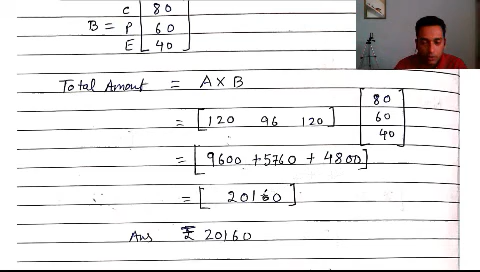 C 80
B = P 60
E 40
Total Amount = A × B
= [120 96 120] [80
60
40]
= [9600 + 5760 + 4800]
= [20160]
Ans ₹ 20160